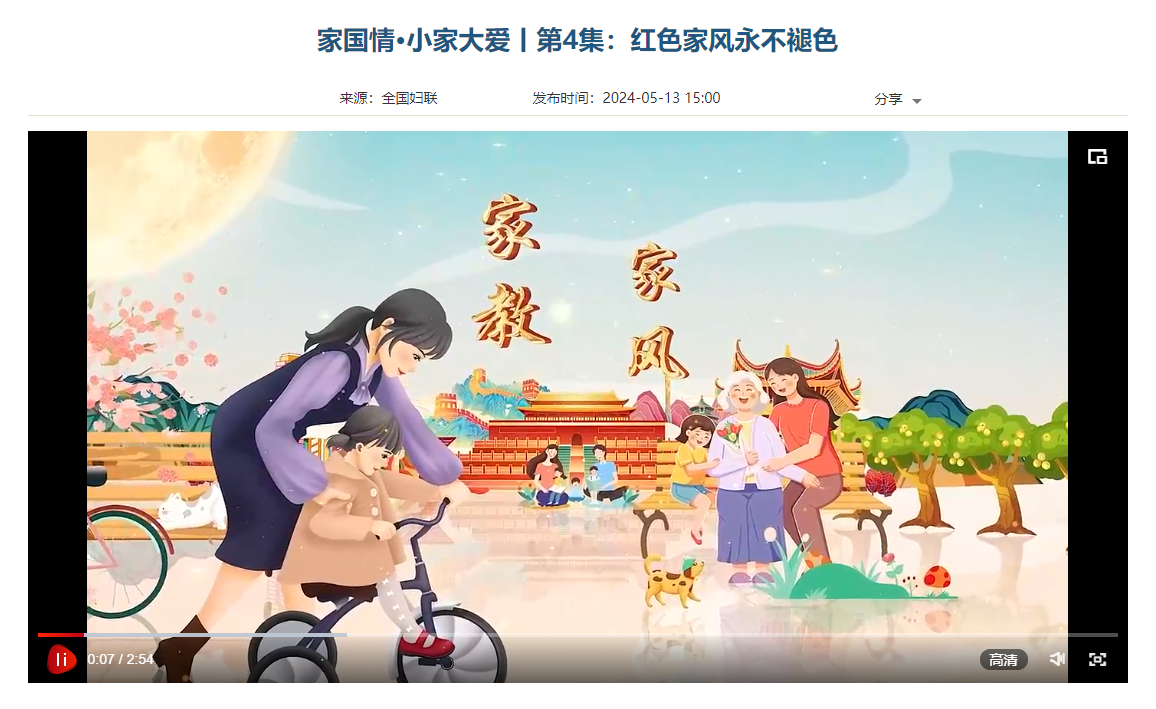 家国情•小家大爱丨第4集：红色家风永不褪色
来源：全国妇联 发布时间：2024-05-13 15:00 分享
家教
家风
0:07 / 2:54 高清